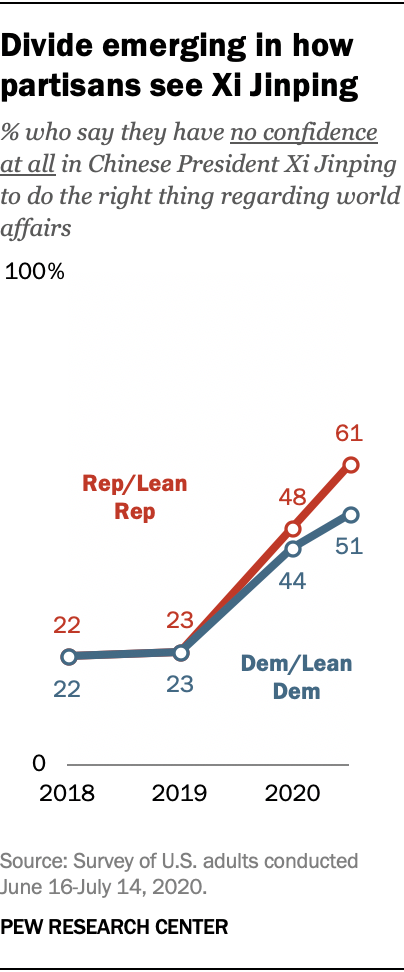 Divide emerging in how
partisans see Xi Jinping
% who say they have no confidence
at all in Chinese President Xi Jinping
to do the right thing regarding world
affairs
100%
61
Rep/Lean
Rep
48
51
44
22
23
22
23
Dem/Lean
Dem
0
2018 2019 2020
Source: Survey of U.S. adults conducted
June 16-July 14, 2020.
PEW RESEARCH CENTER